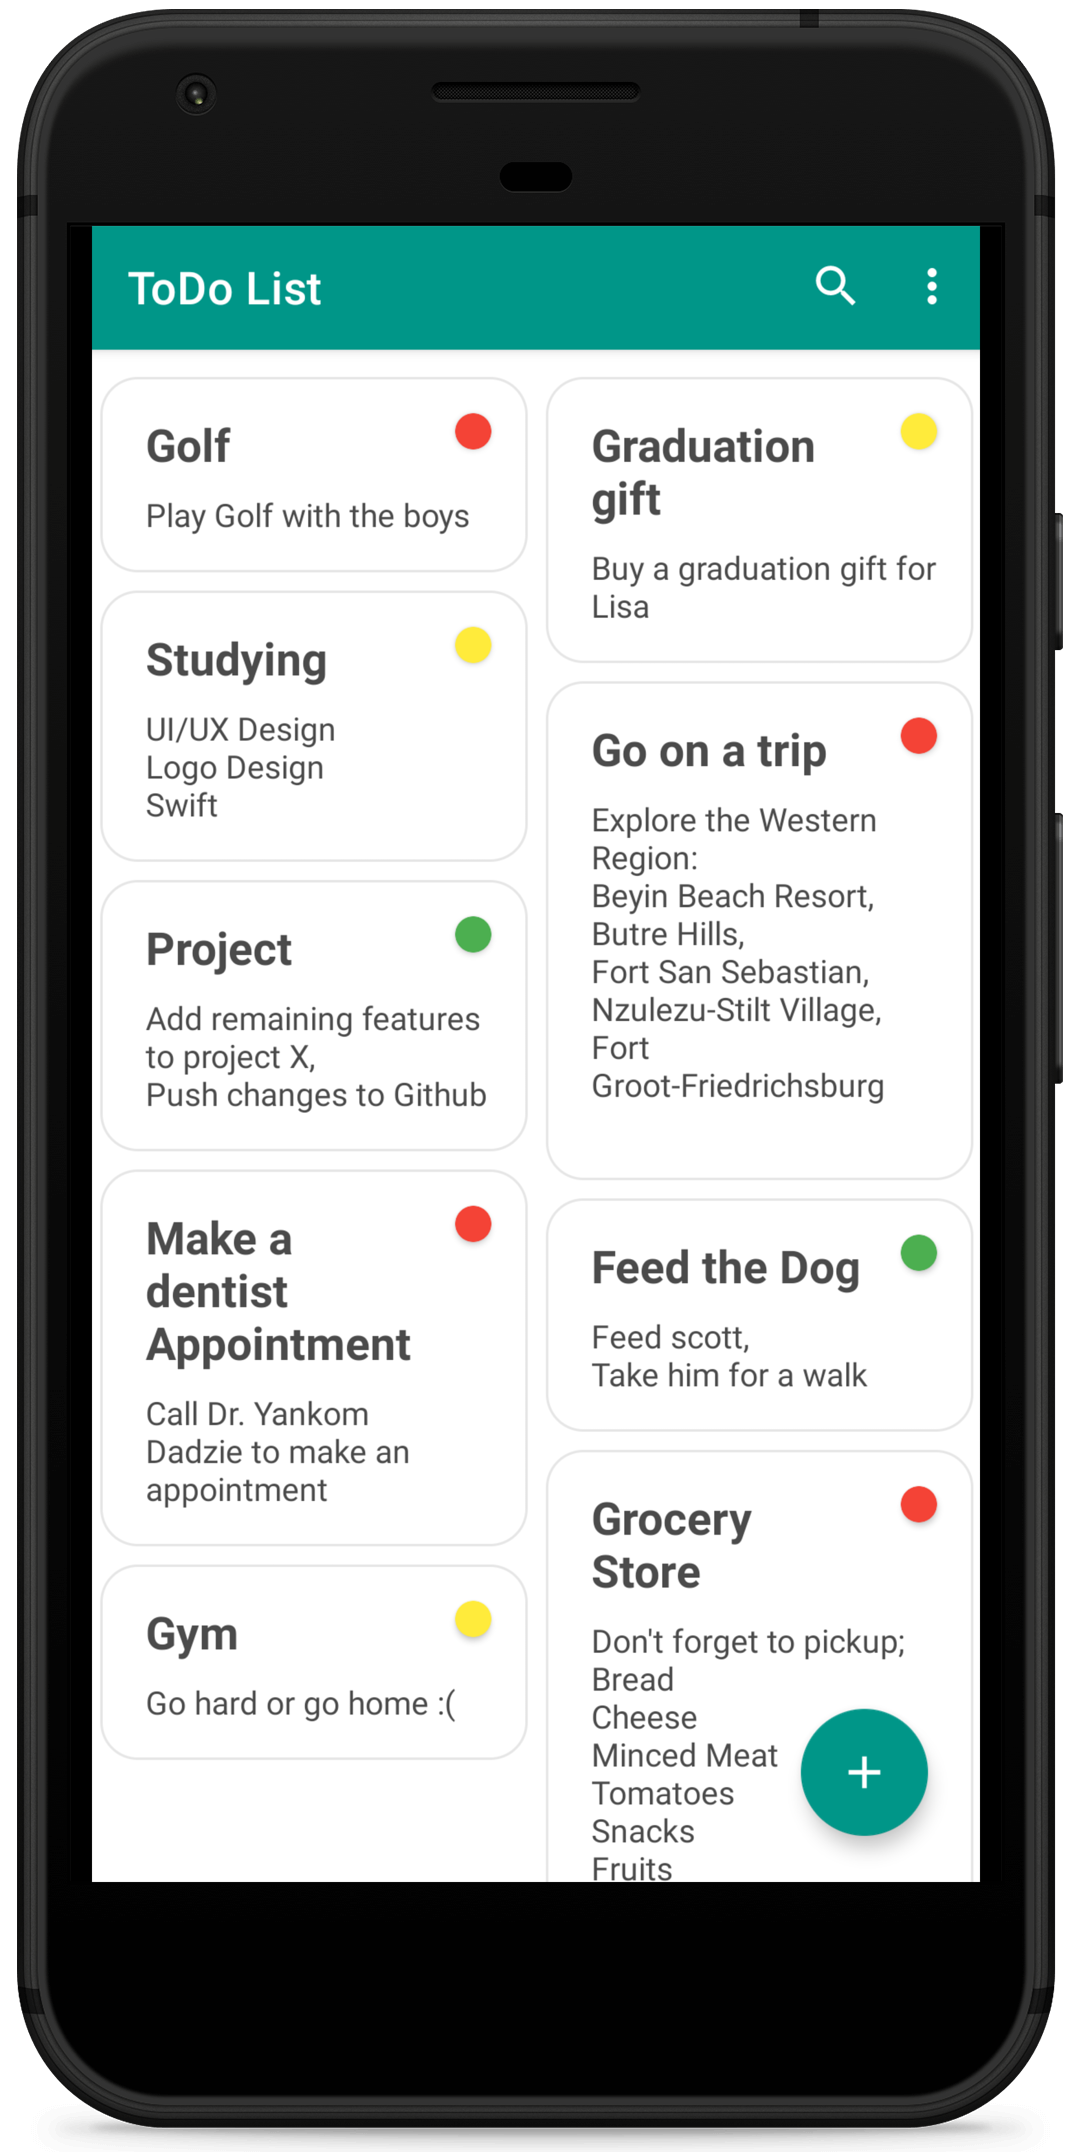 ToDo List
Golf
Play Golf with the boys
Studying
UI/UX Design
Logo Design
Swift
Project
Add remaining features
to project X,
Push changes to Github
Make a
dentist
Appointment
Call Dr. Yankom
Dadzie to make an
appointment
Gym
Go hard or go home :(
Graduation
gift
Buy a graduation gift for
Lisa
Go on a trip
Explore the Western
Region:
Beyin Beach Resort,
Butre Hills,
Fort San Sebastian,
Nzulezu-Stilt Village,
Fort
Groot-Friedrichsburg
Feed the Dog
Feed scott,
Take him for a walk
Grocery
Store
Don't forget to pickup;
Bread
Cheese
Minced Meat
Tomatoes
Snacks
Fruits